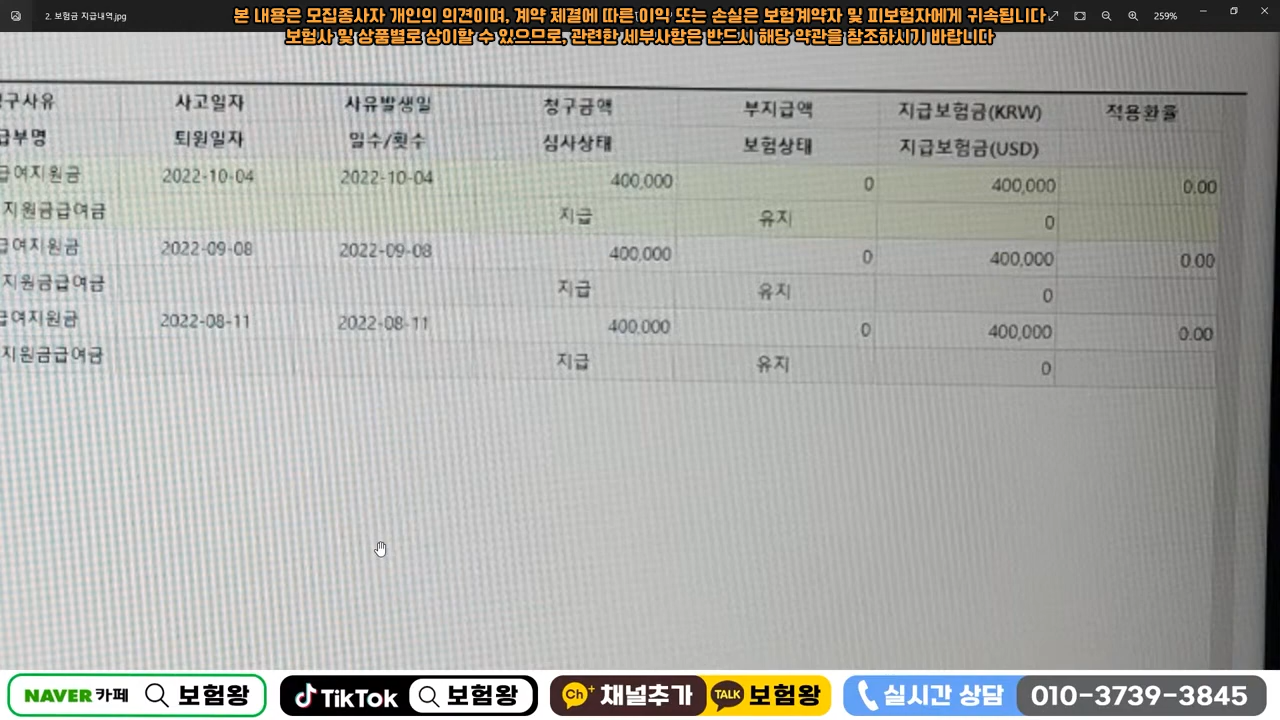 2. 보험금 지급내역.jpg
259%
본 내용은 모집종사자 개인의 의견이며, 계약 체결에 따른 이익 또는 손실은 보험계약자 및 피보험자에게 귀속됩니다
보험사 및 상품별로 상이할 수 있으므로, 관련한 세부사항은 반드시 해당 약관을 참조하시기 바랍니다
구사유 사고일자 사유발생일 청구금액 부지급액 지급보험금(KRW) 적용환율
급부명 퇴원일자 일수/횟수 심사상태 보험상태 지급보험금(USD)
급여지원금 2022-10-04 2022-10-04 400,000 0 400,000 0.00
지원금급여금 지급 유지 0
급여지원금 2022-09-08 2022-09-08 400,000 0 400,000 0.00
지원금급여금 지급 유지 0
급여지원금 2022-08-11 2022-08-11 400,000 0 400,000 0.00
지원금급여금 지급 유지 0
NAVER 카페 보험왕 TikTok 보험왕 Ch+ 채널추가 TALK 보험왕 실시간 상담 010-3739-3845